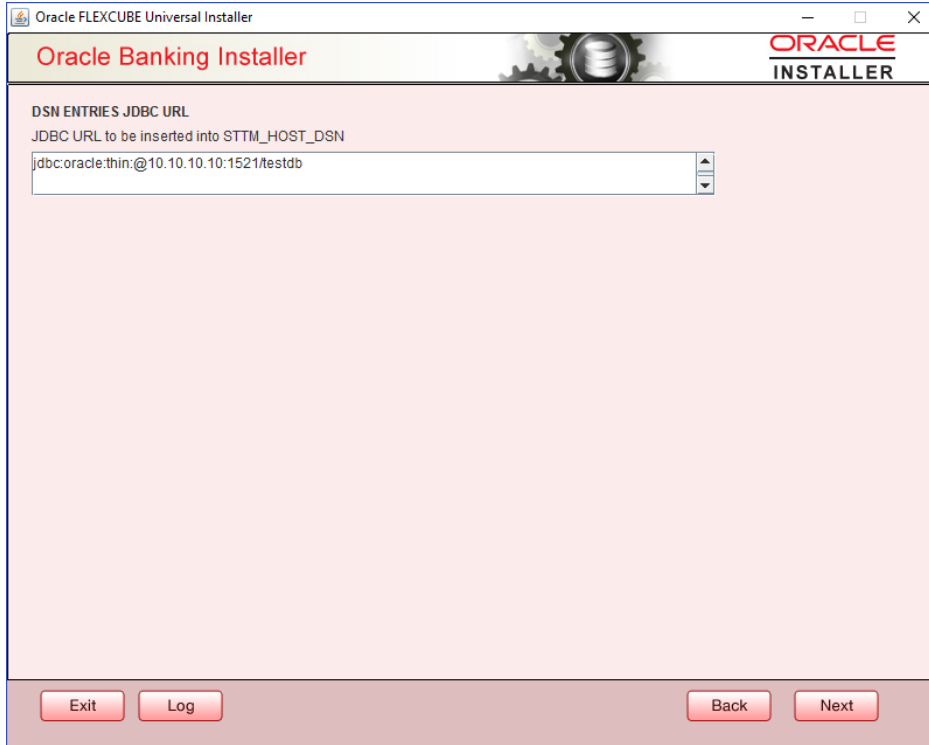 Oracle FLEXCUBE Universal Installer
Oracle Banking Installer
ORACLE
INSTALLER
DSN ENTRIES JDBC URL
JDBC URL to be inserted into STTM_HOST_DSN
jdbc:oracle:thin:@10.10.10.10:1521/testdb
Exit Log Back Next